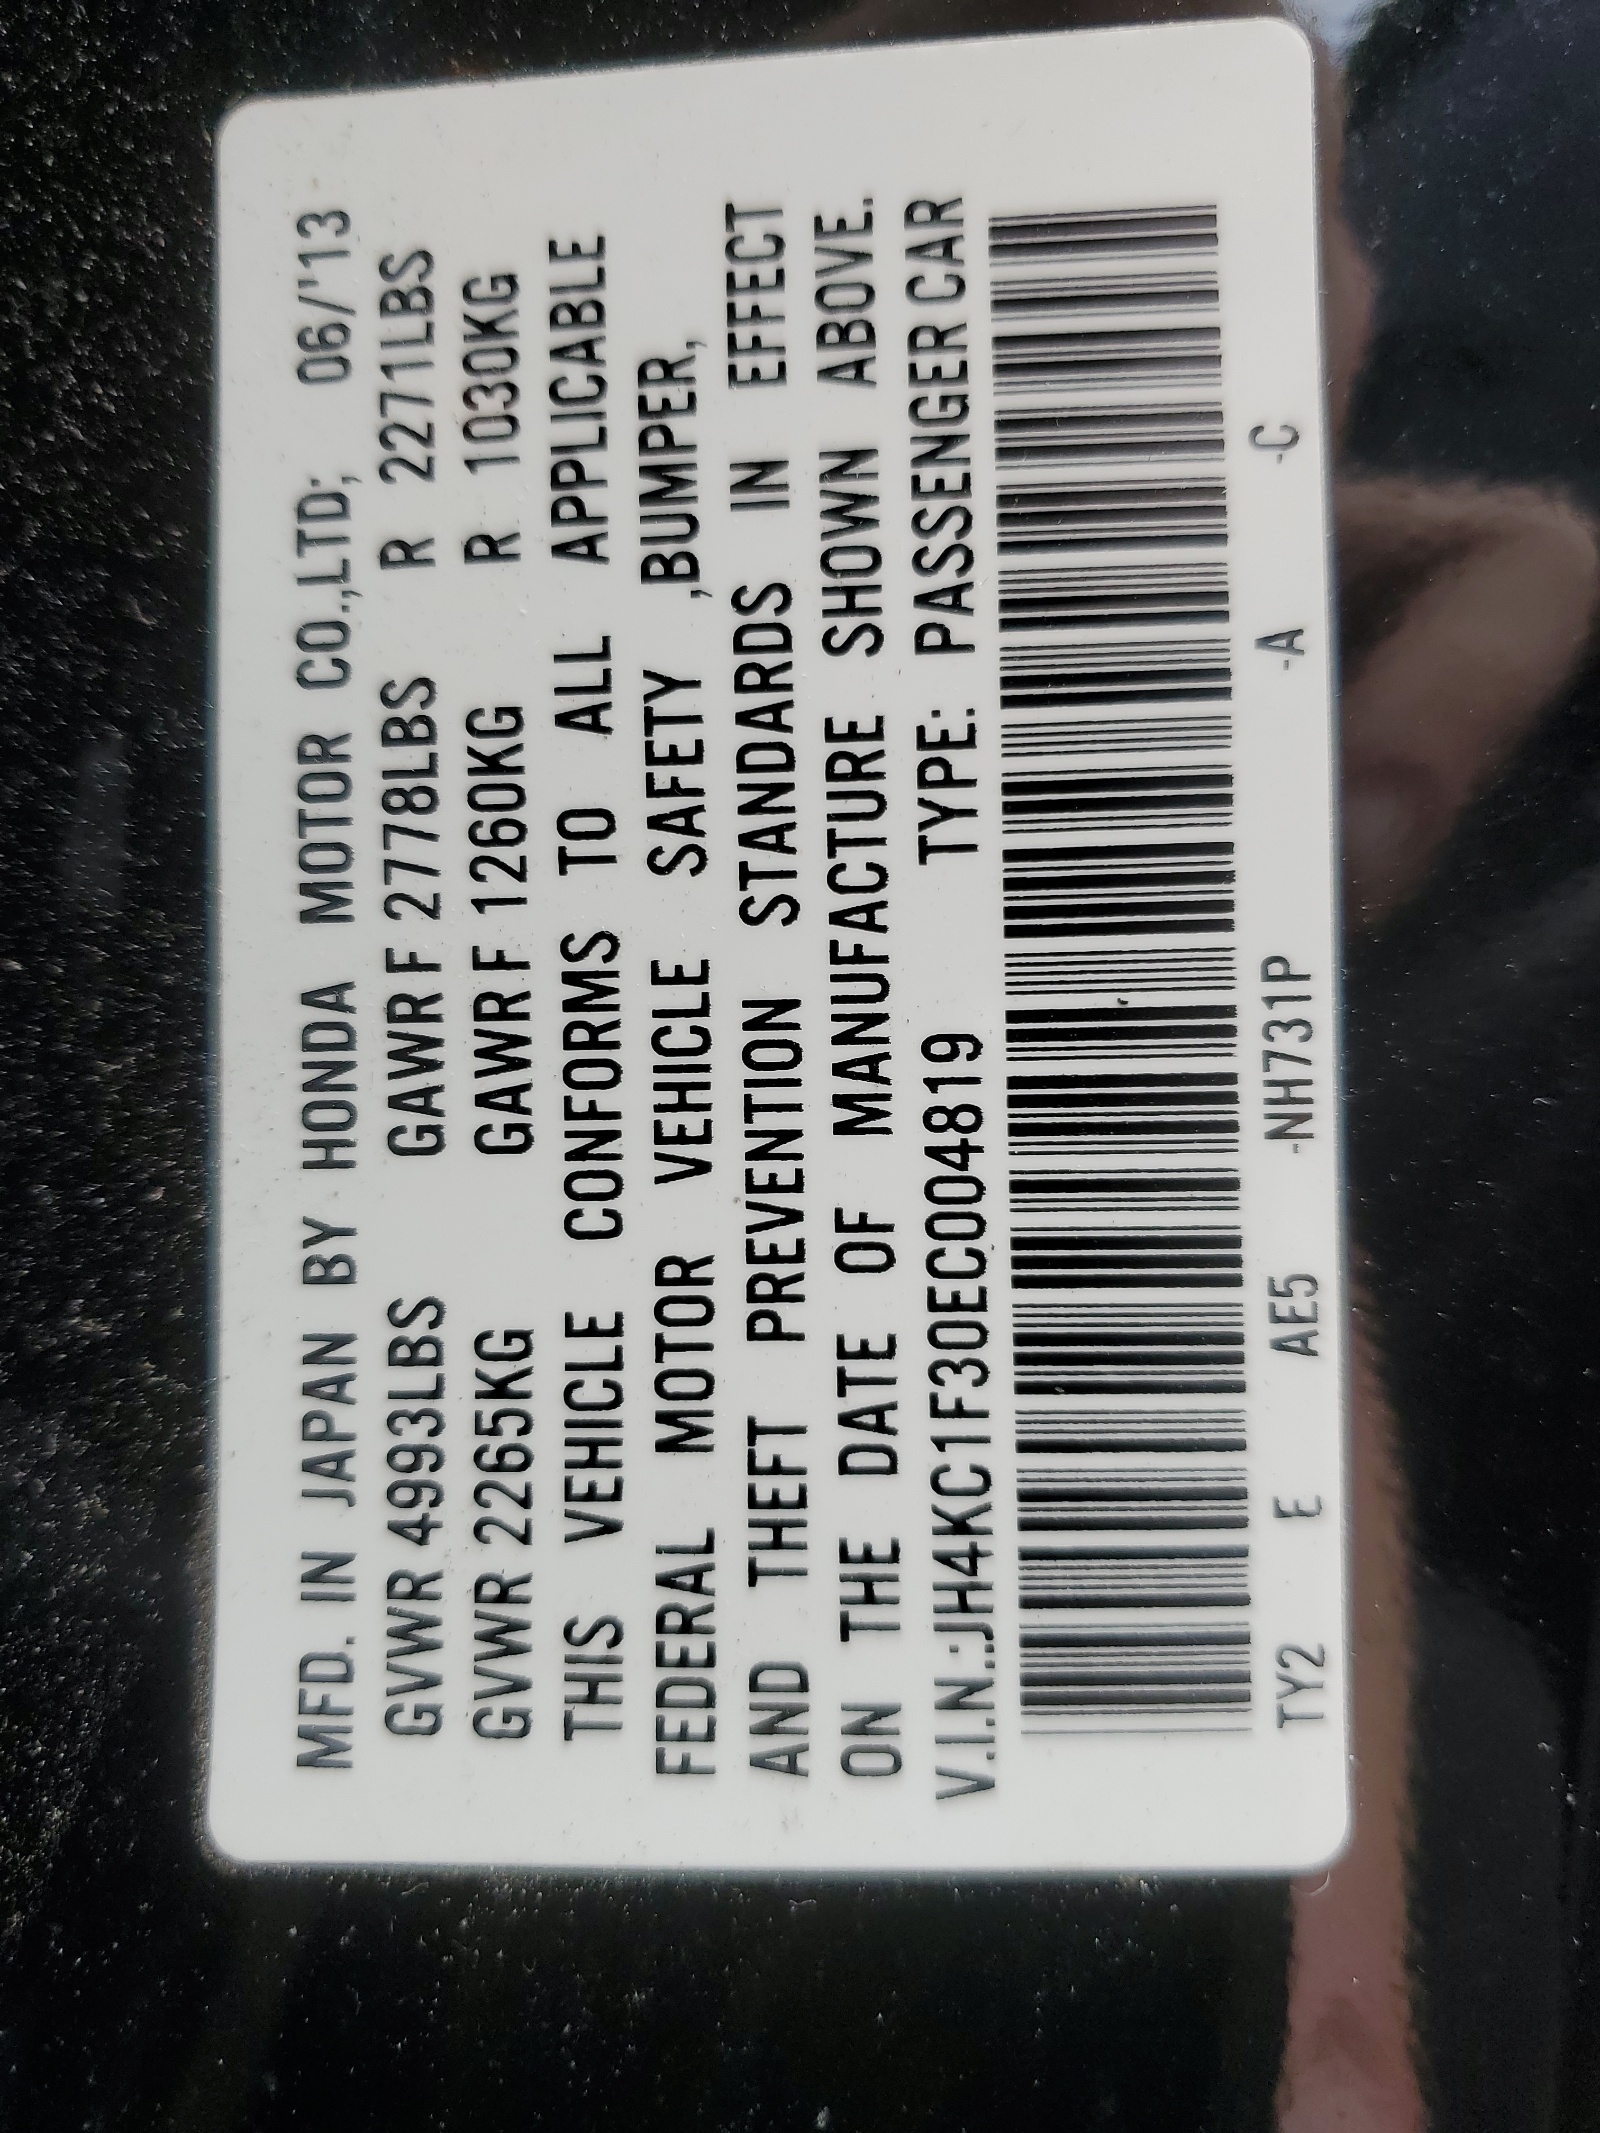 MFD. IN JAPAN BY HONDA MOTOR CO.,LTD; 06/'13
GVWR 4993LBS GAWR F 2778LBS R 2271LBS
GVWR 2265KG GAWR F 1260KG R 1030KG
THIS VEHICLE CONFORMS TO ALL APPLICABLE
FEDERAL MOTOR VEHICLE SAFETY ,BUMPER,
AND THEFT PREVENTION STANDARDS IN EFFECT
ON THE DATE OF MANUFACTURE SHOWN ABOVE.
V.I.N.:JH4KC1F30EC004819 TYPE: PASSENGER CAR
TY2 E AE5 -NH731P -A -C